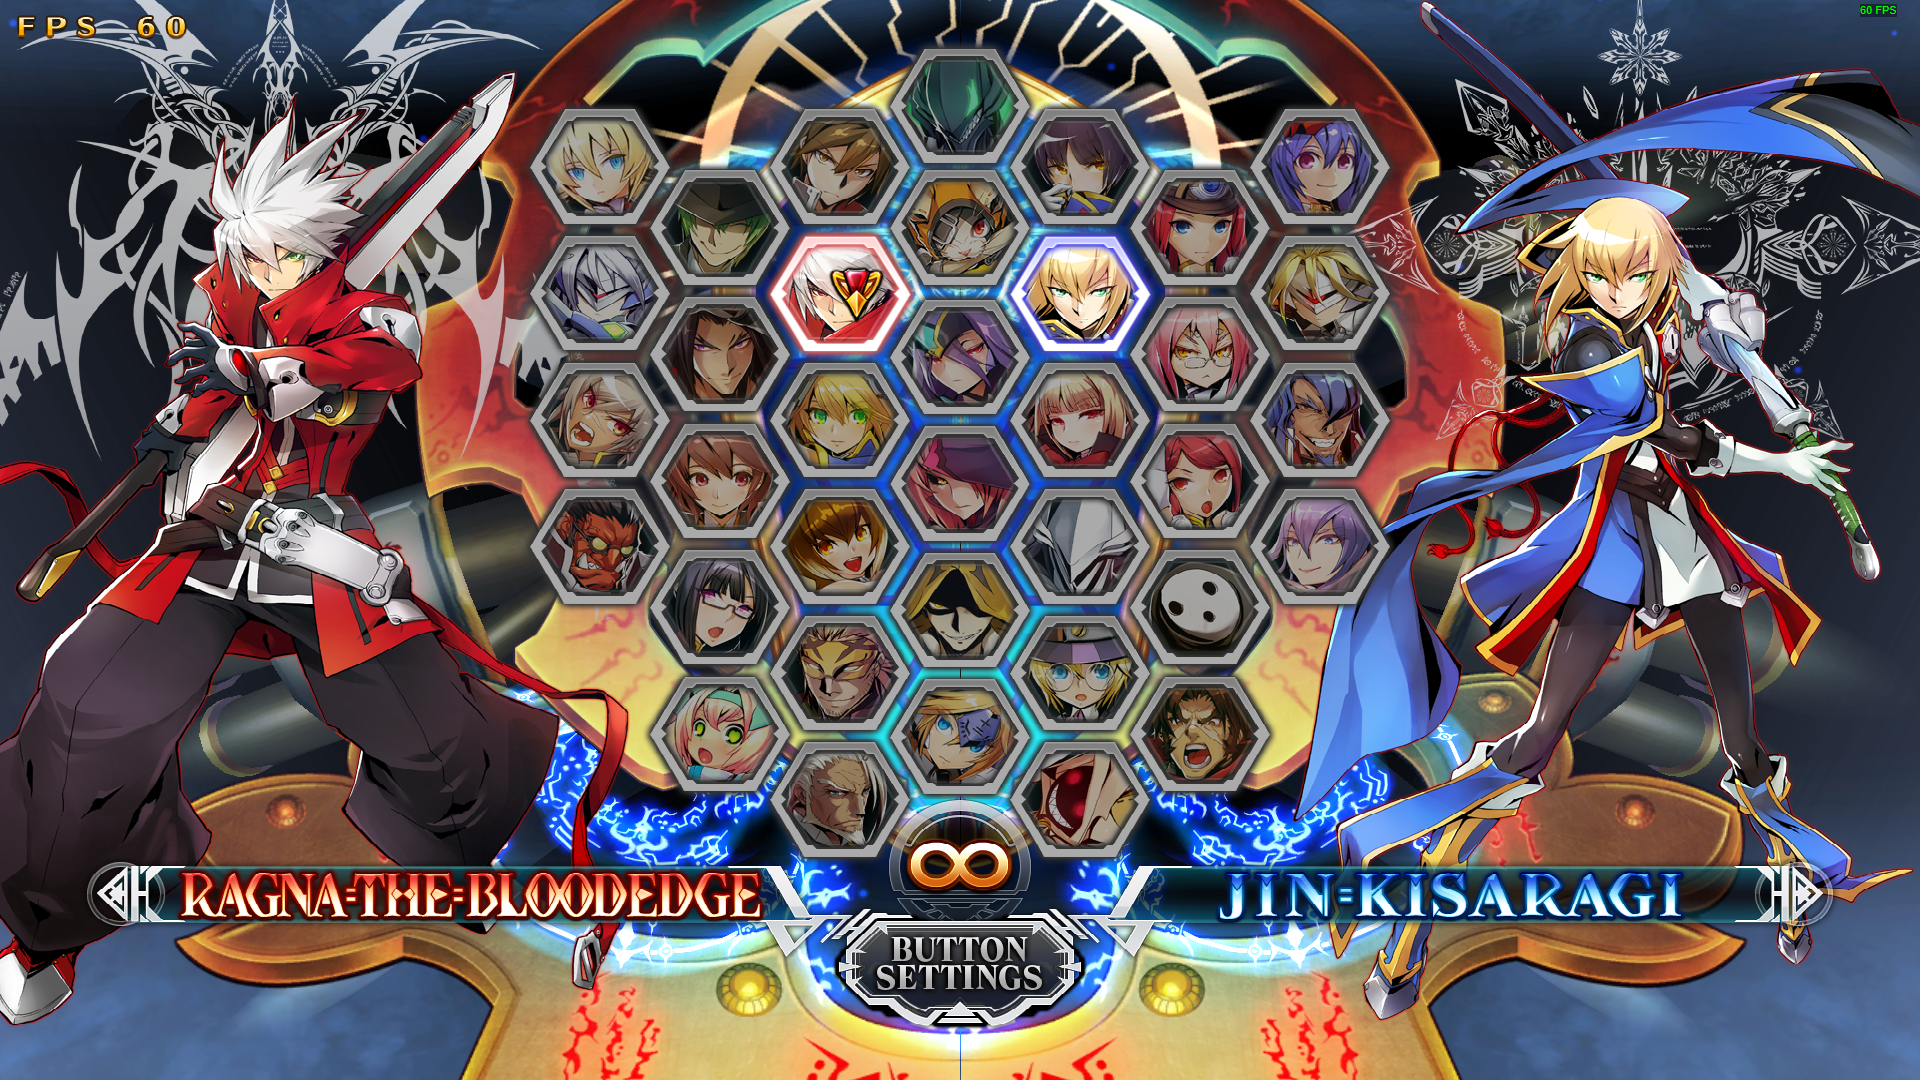 FPS 60
60 FPS
RAGNA=THE=BLOODEDGE
JIN=KISARAGI
BUTTON
SETTINGS